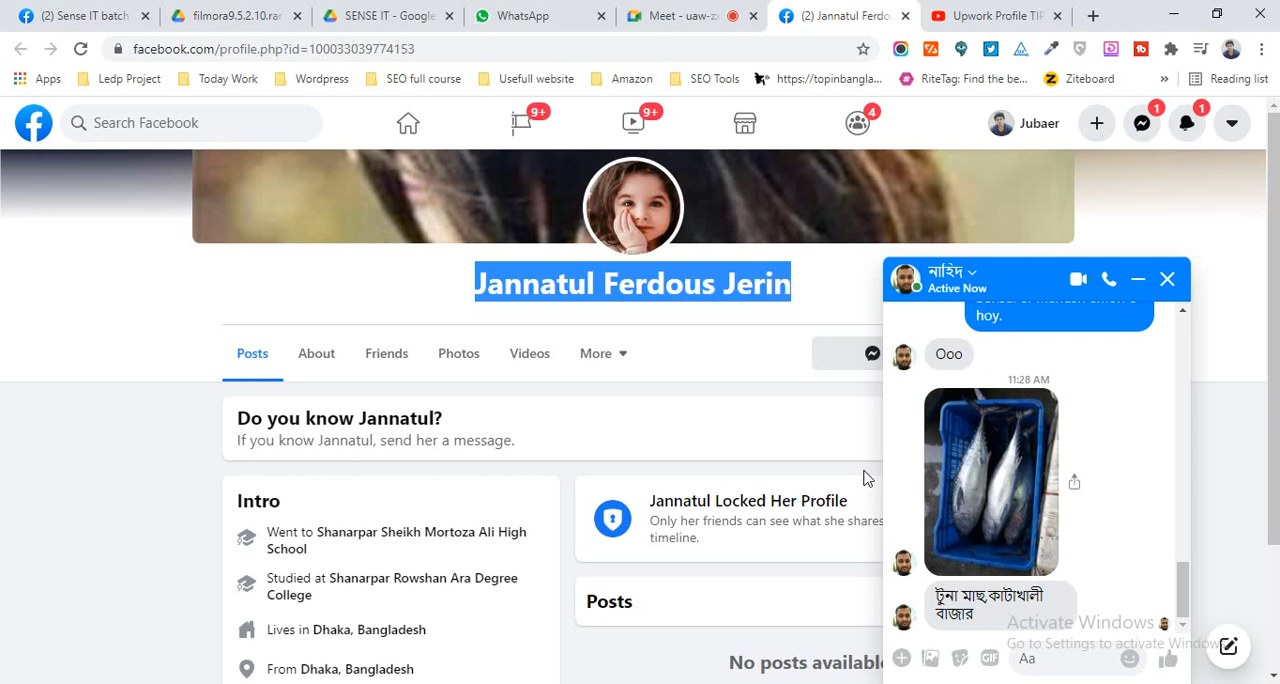 (2) Sense IT batch
filmora9.5.2.10.rar
SENSE IT - Google
WhatsApp
Meet - uaw-z
(2) Jannatul Ferdo
Upwork Profile TIP
facebook.com/profile.php?id=100033039774153
Apps
Ledp Project
Today Work
Wordpress
SEO full course
Usefull website
Amazon
SEO Tools
https://topinbangla...
RiteTag: Find the be...
Ziteboard
»
Reading list
Search Facebook
9+
9+
4
Jubaer
1
1
Jannatul Ferdous Jerin
Posts
About
Friends
Photos
Videos
More
Do you know Jannatul?
If you know Jannatul, send her a message.
Intro
Went to Shanarpar Sheikh Mortoza Ali High
School
Studied at Shanarpar Rowshan Ara Degree
College
Lives in Dhaka, Bangladesh
From Dhaka, Bangladesh
Jannatul Locked Her Profile
Only her friends can see what she shares
timeline.
Posts
No posts available
নাহিদ
Active Now
hoy.
Ooo
11:28 AM
টুনা মাছ,কাটাখালী
বাজার
GIF
Aa
Activate Windows
Go to Settings to activate Windows.